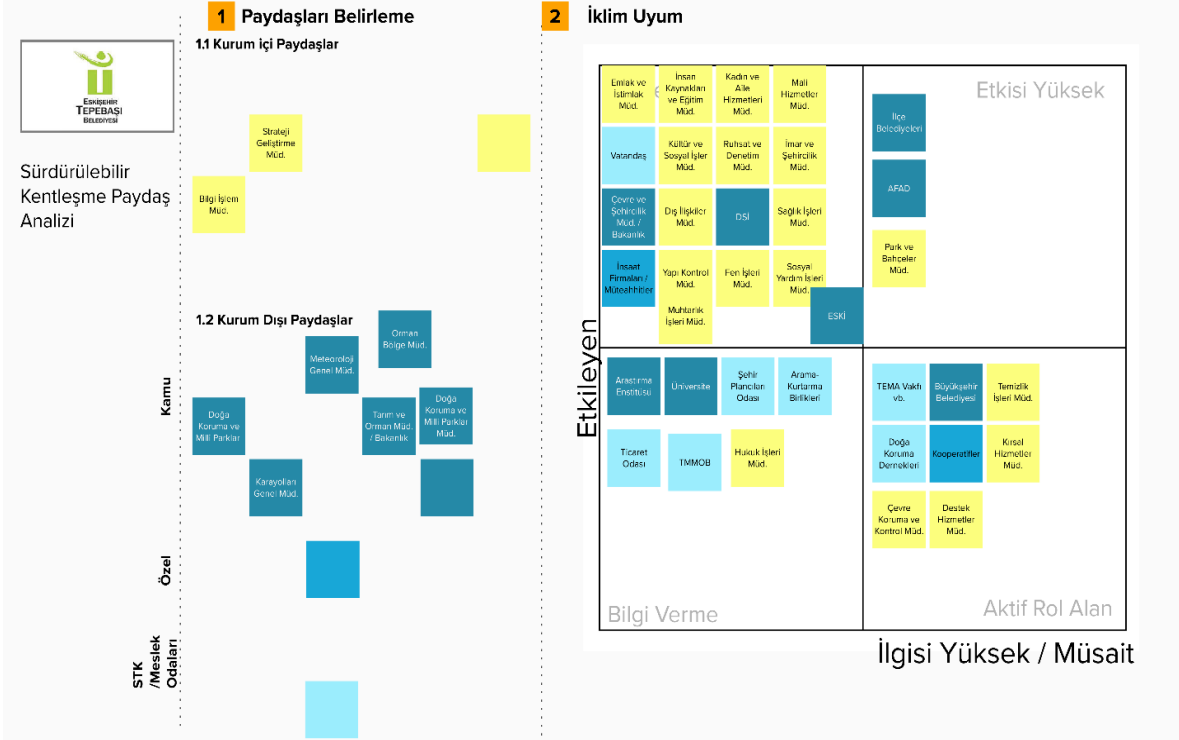 1 Paydaşları Belirleme
1.1 Kurum içi Paydaşlar
ESKİŞEHİR
TEPEBAŞI
BELEDİYESİ
Sürdürülebilir
Kentleşme Paydaş
Analizi
Strateji
Geliştirme
Müd.
Bilgi İşlem
Müd.
1.2 Kurum Dışı Paydaşlar
Kamu
Orman
Bölge Müd.
Meteoroloji
Genel Müd.
Doğa
Koruma ve
Milli Parklar
Tarım ve
Orman Müd.
/ Bakanlık
Doğa
Koruma ve
Milli Parklar
Müd.
Karayolları
Genel Müd.
Özel
STK
/Meslek
Odaları
2 İklim Uyum
Etkileyen
Emlak ve
İstimlak
Müd.
İnsan
Kaynakları
ve Eğitim
Müd.
Kadın ve
Aile
Hizmetleri
Müd.
Mali
Hizmetler
Müd.
Vatandaş
Kültür ve
Sosyal İşler
Müd.
Ruhsat ve
Denetim
Müd.
İmar ve
Şehircilik
Müd.
Çevre ve
Şehircilik
Müd. /
Bakanlık
Dış İlişkiler
Müd.
DSİ
Sağlık İşleri
Müd.
İnşaat
Firmaları /
Müteahhitler
Yapı Kontrol
Müd.
Fen İşleri
Müd.
Sosyal
Yardım İşleri
Müd.
Muhtarlık
İşleri Müd.
ESKİ
Etkisi Yüksek
İlçe
Belediyeleri
AFAD
Park ve
Bahçeler
Müd.
Araştırma
Enstitüsü
Üniversite
Şehir
Plancıları
Odası
Arama-
Kurtarma
Birlikleri
Ticaret
Odası
TMMOB
Hukuk İşleri
Müd.
Bilgi Verme
TEMA Vakfı
vb.
Büyükşehir
Belediyesi
Temizlik
İşleri Müd.
Doğa
Koruma
Dernekleri
Kooperatifler
Kırsal
Hizmetler
Müd.
Çevre
Koruma ve
Kontrol Müd.
Destek
Hizmetler
Müd.
Aktif Rol Alan
İlgisi Yüksek / Müsait